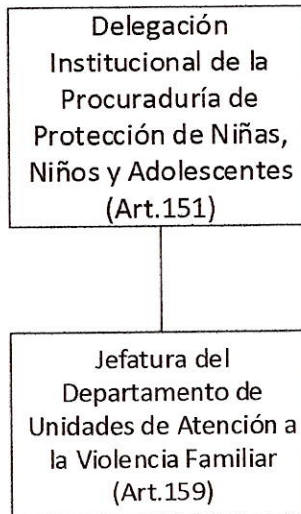 Delegación
Institucional de la
Procuraduría de
Protección de Niñas,
Niños y Adolescentes
(Art.151)
Jefatura del
Departamento de
Unidades de Atención a
la Violencia Familiar
(Art.159)